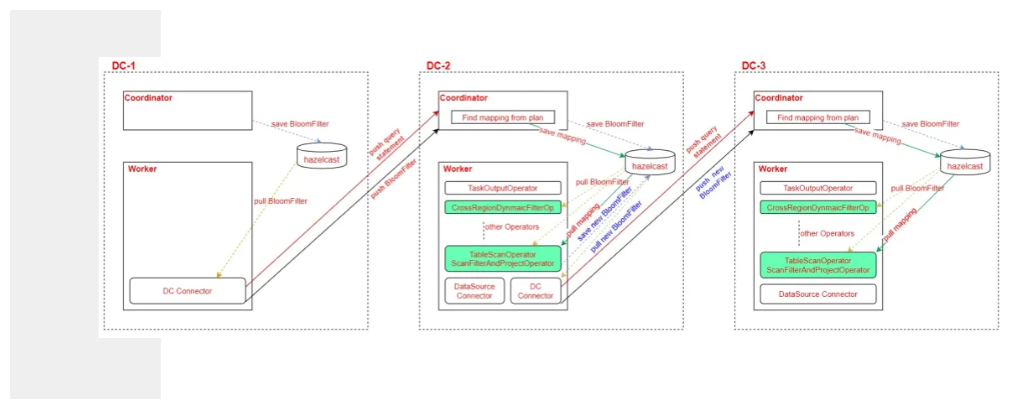 DC-1
Coordinator
save BloomFilter
hazelcast
Worker
pull BloomFilter
DC Connector
push query
statement
push BloomFilter
DC-2
Coordinator
Find mapping from plan
save BloomFilter
save mapping
hazelcast
Worker
TaskOutputOperator
pull BloomFilter
CrossRegionDynmaicFilterOp
other Operators
pull mapping
save new BloomFilter
pull new BloomFilter
TableScanOperator
ScanFilterAndProjectOperator
DataSource
Connector
DC
Connector
push query
statement
push new
BloomFilter
DC-3
Coordinator
Find mapping from plan
save BloomFilter
save mapping
hazelcast
Worker
TaskOutputOperator
pull BloomFilter
CrossRegionDynmaicFilterOp
other Operators
pull mapping
TableScanOperator
ScanFilterAndProjectOperator
DataSource Connector